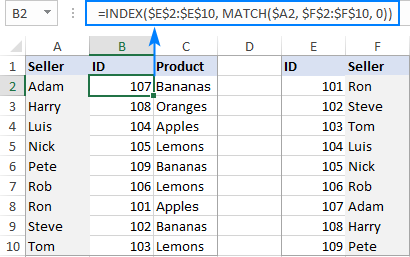 B2 =INDEX($E$2:$E$10, MATCH($A2, $F$2:$F$10, 0))
A B C D E F
1 Seller ID Product ID Seller
2 Adam 107 Bananas 101 Ron
3 Harry 108 Oranges 102 Steve
4 Luis 104 Apples 103 Tom
5 Nick 105 Lemons 104 Luis
6 Pete 109 Bananas 105 Nick
7 Rob 106 Lemons 106 Rob
8 Ron 101 Apples 107 Adam
9 Steve 102 Bananas 108 Harry
10 Tom 103 Lemons 109 Pete